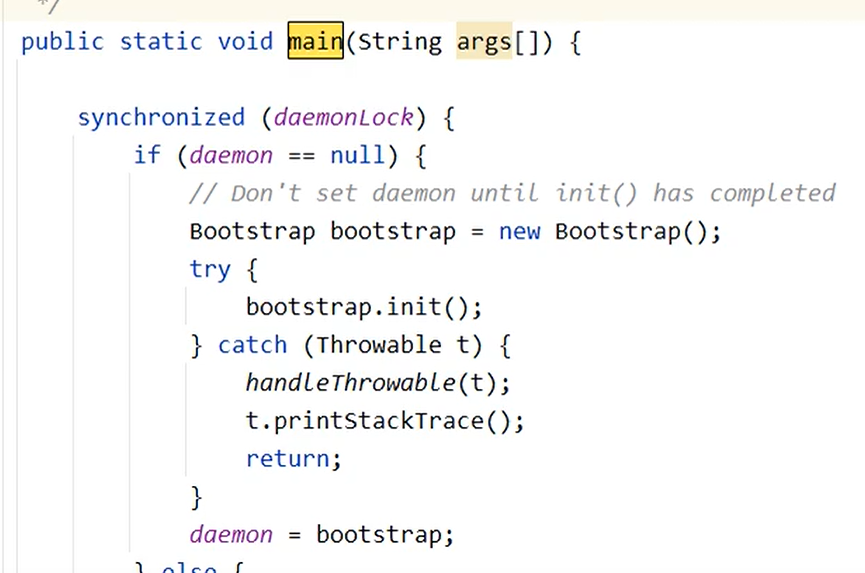 */
public static void main(String args[]) {
synchronized (daemonLock) {
if (daemon == null) {
// Don't set daemon until init() has completed
Bootstrap bootstrap = new Bootstrap();
try {
bootstrap.init();
} catch (Throwable t) {
handleThrowable(t);
t.printStackTrace();
return;
}
daemon = bootstrap;
} else {